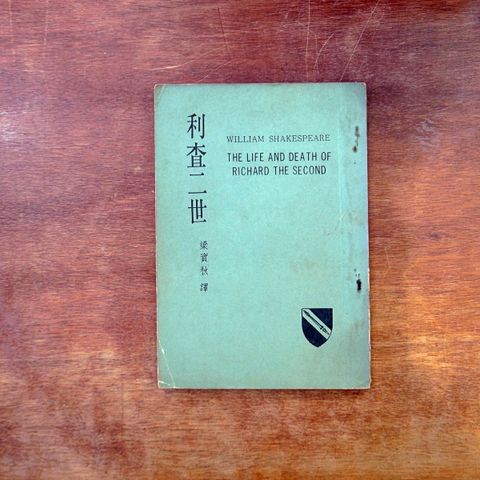 利查二世
梁實秋 譯
WILLIAM SHAKESPEARE
THE LIFE AND DEATH OF
RICHARD THE SECOND